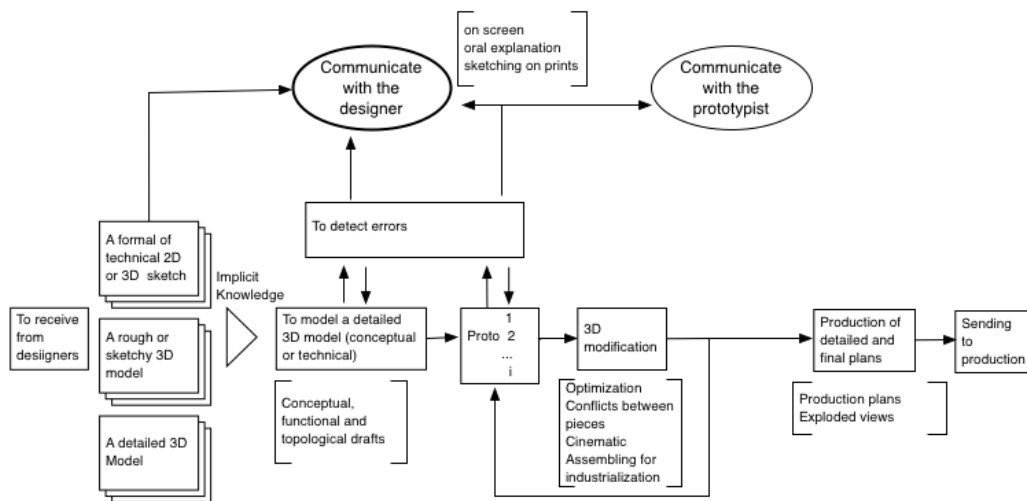 on screen
oral explanation
sketching on prints
Communicate
with the
designer
Communicate
with the
prototypist
To detect errors
A formal of
technical 2D
or 3D sketch
Implicit
Knowledge
To receive
from
desiigners
A rough or
sketchy 3D
model
To model a detailed
3D model (conceptual
or technical)
Proto
1
2
...
i
3D
modification
Production of
detailed and
final plans
Sending
to
production
Conceptual,
functional and
topological drafts
Optimization
Conflicts between
pieces
Cinematic
Assembling for
industrialization
Production plans
Exploded views
A detailed 3D
Model